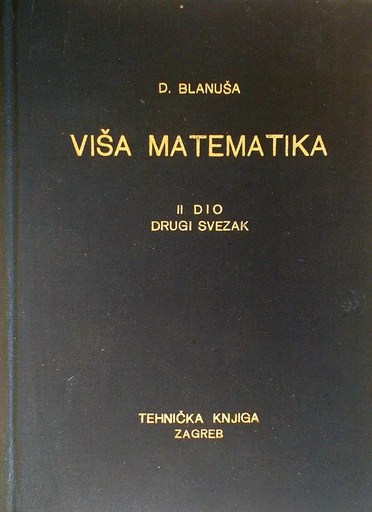 D. BLANUŠA
VIŠA MATEMATIKA
II DIO
DRUGI SVEZAK
TEHNIČKA KNJIGA
ZAGREB